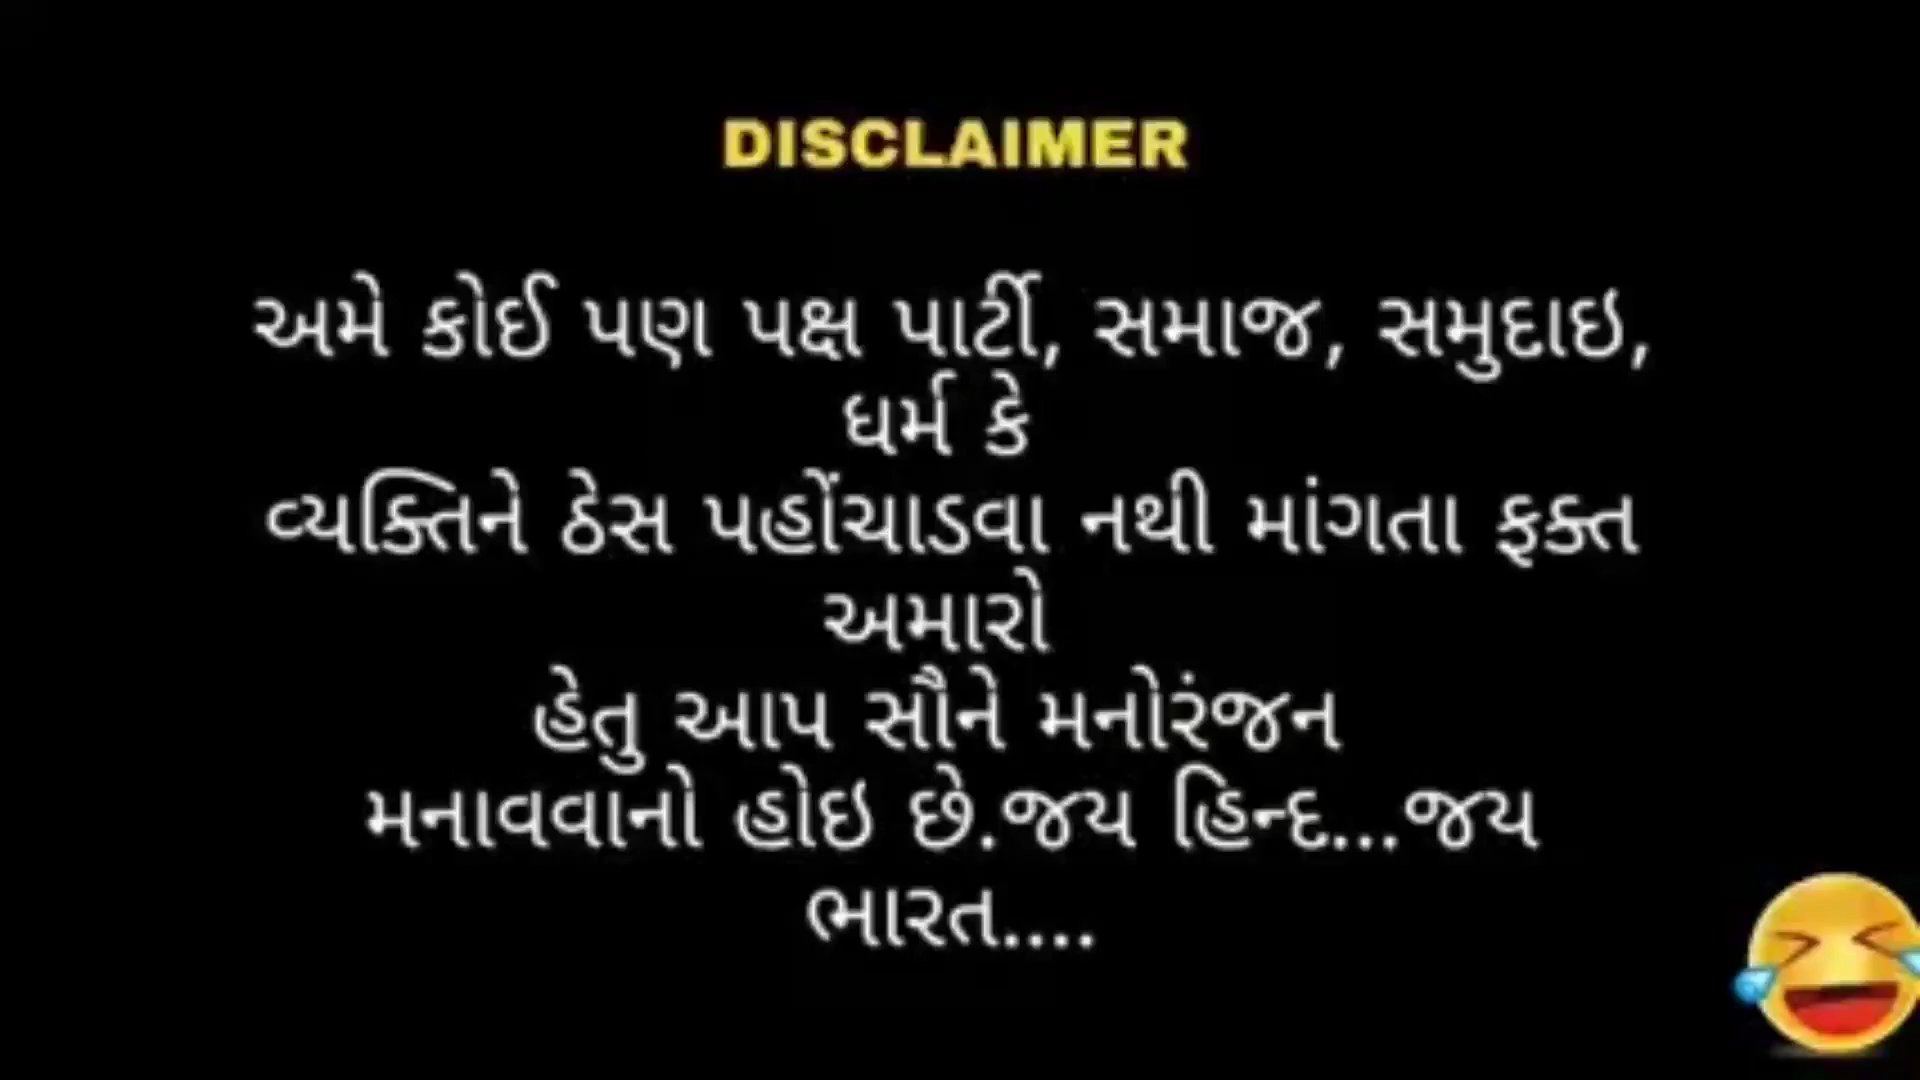 DISCLAIMER
અમે કોઈ પણ પક્ષ પાર્ટી, સમાજ, સમુદાઇ,
ધર્મ કે
વ્યક્તિને ઠેસ પહોંચાડવા નથી માંગતા ફક્ત
અમારો
હેતુ આપ સૌને મનોરંજન
મનાવવાનો હોઇ છે.જય હિન્દ...જય
ભારત....